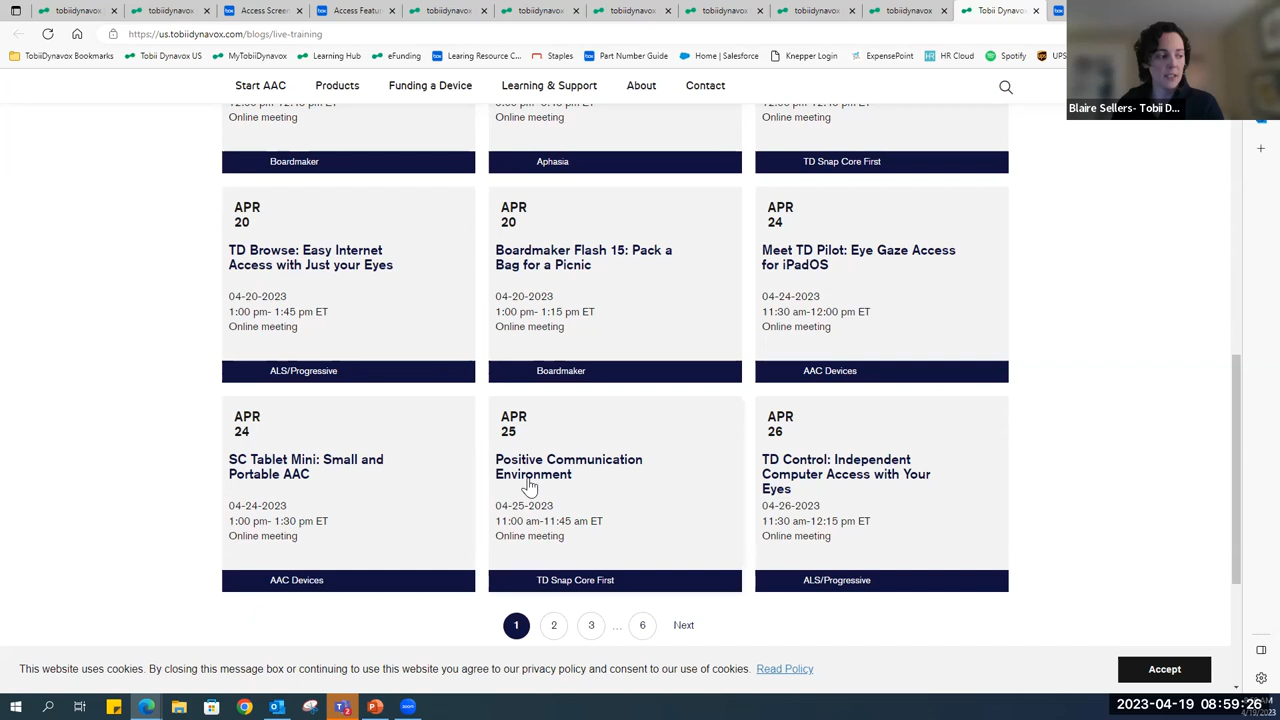 tobiidynavox
tobiidynavox
Access Screen
Access Featur
tobiidynavox
tobiidynavox
tobiidynavox
tobiidynavox
tobiidynavox
tobiidynavox
Tobii Dynavox
https://us.tobiidynavox.com/blogs/live-training
TobiiDynavox Bookmarks
Tobii Dynavox US
MyTobiiDynavox
Learning Hub
eFunding
Learing Resource C...
Staples
Part Number Guide
Home | Salesforce
Knepper Login
ExpensePoint
HR Cloud
Spotify
UPS
Blaire Sellers- Tobii D...
Start AAC
Products
Funding a Device
Learning & Support
About
Contact
Online meeting
Online meeting
Online meeting
Boardmaker
Aphasia
TD Snap Core First
APR
20
TD Browse: Easy Internet
Access with Just your Eyes
04-20-2023
1:00 pm- 1:45 pm ET
Online meeting
ALS/Progressive
APR
20
Boardmaker Flash 15: Pack a
Bag for a Picnic
04-20-2023
1:00 pm- 1:15 pm ET
Online meeting
Boardmaker
APR
24
Meet TD Pilot: Eye Gaze Access
for iPadOS
04-24-2023
11:30 am-12:00 pm ET
Online meeting
AAC Devices
APR
24
SC Tablet Mini: Small and
Portable AAC
04-24-2023
1:00 pm- 1:30 pm ET
Online meeting
AAC Devices
APR
25
Positive Communication
Environment
04-25-2023
11:00 am-11:45 am ET
Online meeting
TD Snap Core First
APR
26
TD Control: Independent
Computer Access with Your
Eyes
04-26-2023
11:30 am-12:15 pm ET
Online meeting
ALS/Progressive
1 2 3 ... 6 Next
This website uses cookies. By closing this message box or continuing to use this website you agree to our privacy policy and consent to our use of cookies. Read Policy
Accept
2023-04-19 08:59:26